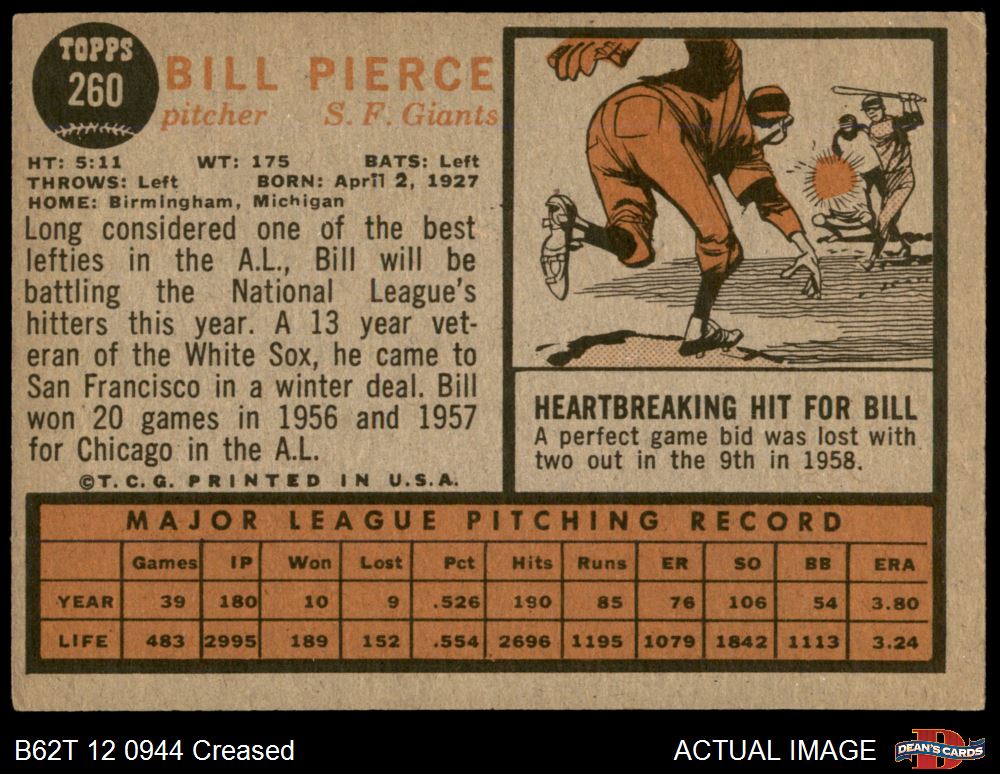 TOPPS
260
BILL PIERCE
pitcher S. F. Giants
HT: 5:11 WT: 175 BATS: Left
THROWS: Left BORN: April 2, 1927
HOME: Birmingham, Michigan
Long considered one of the best
lefties in the A.L., Bill will be
battling the National League's
hitters this year. A 13 year vet-
eran of the White Sox, he came to
San Francisco in a winter deal. Bill
won 20 games in 1956 and 1957
for Chicago in the A.L.
©T.C.G. PRINTED IN U.S.A.
HEARTBREAKING HIT FOR BILL
A perfect game bid was lost with
two out in the 9th in 1958.
MAJOR LEAGUE PITCHING RECORD
Games IP Won Lost Pct Hits Runs ER SO BB ERA
YEAR 39 180 10 9 .526 190 85 76 106 54 3.80
LIFE 483 2995 189 152 .554 2696 1195 1079 1842 1113 3.24
B62T 12 0944 Creased
ACTUAL IMAGE
D
DEAN'S CARDS